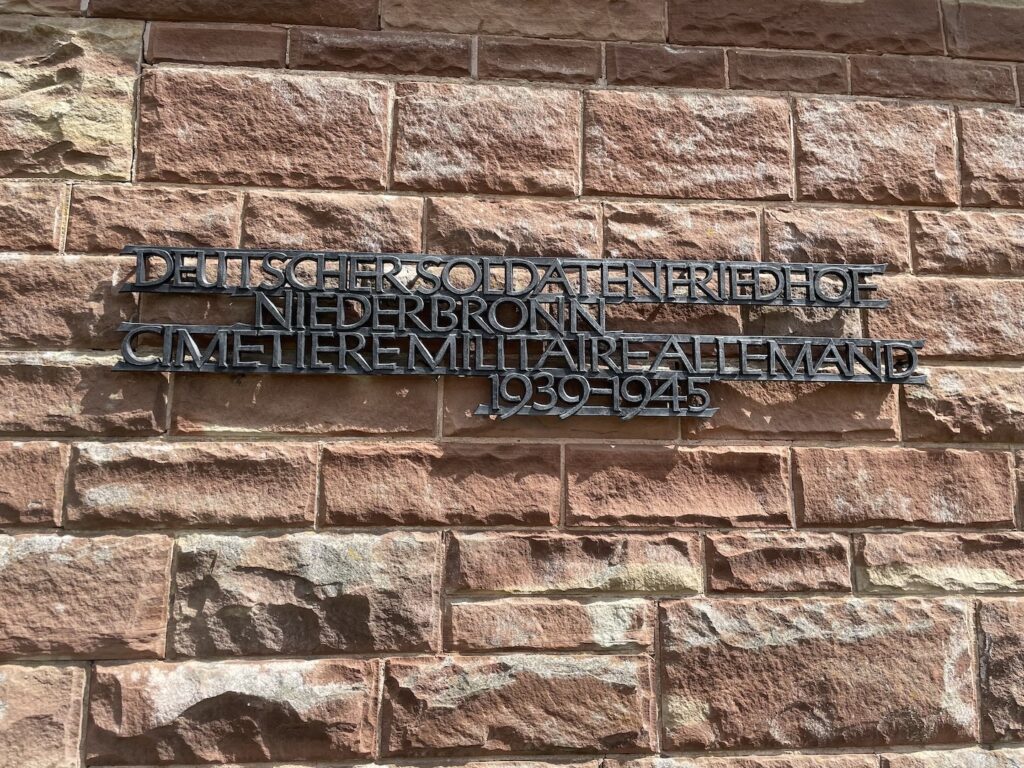 DEUTSCHER SOLDATENFRIEDHOF
NIEDERBRONN
CIMETIERE MILITAIRE ALLEMAND
1939-1945